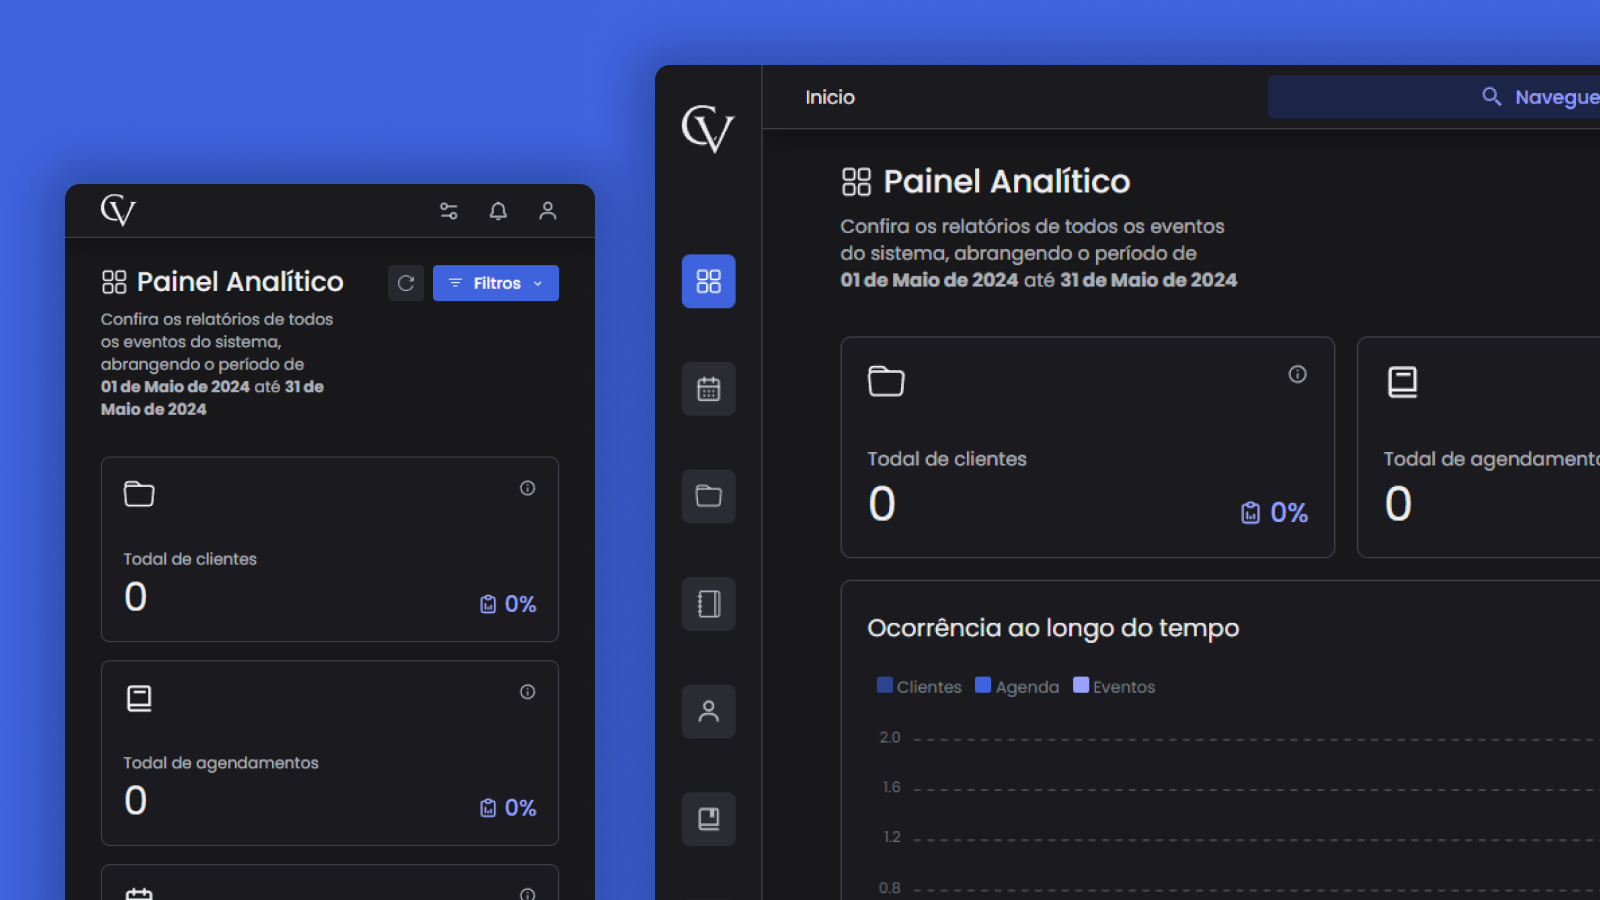 CV
Painel Analítico
Filtros
Confira os relatórios de todos
os eventos do sistema,
abrangendo o período de
01 de Maio de 2024 até 31 de
Maio de 2024
Todal de clientes
0
0%
Todal de agendamentos
0
0%
CV
Inicio
Navegue
Painel Analítico
Confira os relatórios de todos os eventos
do sistema, abrangendo o período de
01 de Maio de 2024 até 31 de Maio de 2024
Todal de clientes
0
0%
Todal de agendamento
0
Ocorrência ao longo do tempo
Clientes Agenda Eventos
2.0
1.6
1.2
0.8